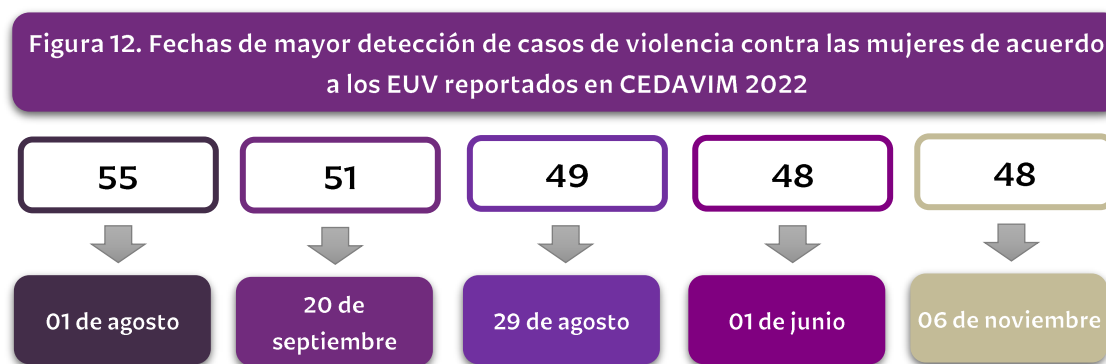 Figura 12. Fechas de mayor detección de casos de violencia contra las mujeres de acuerdo
a los EUV reportados en CEDAVIM 2022
55
51
49
48
48
01 de agosto
20 de
septiembre
29 de agosto
01 de junio
06 de noviembre